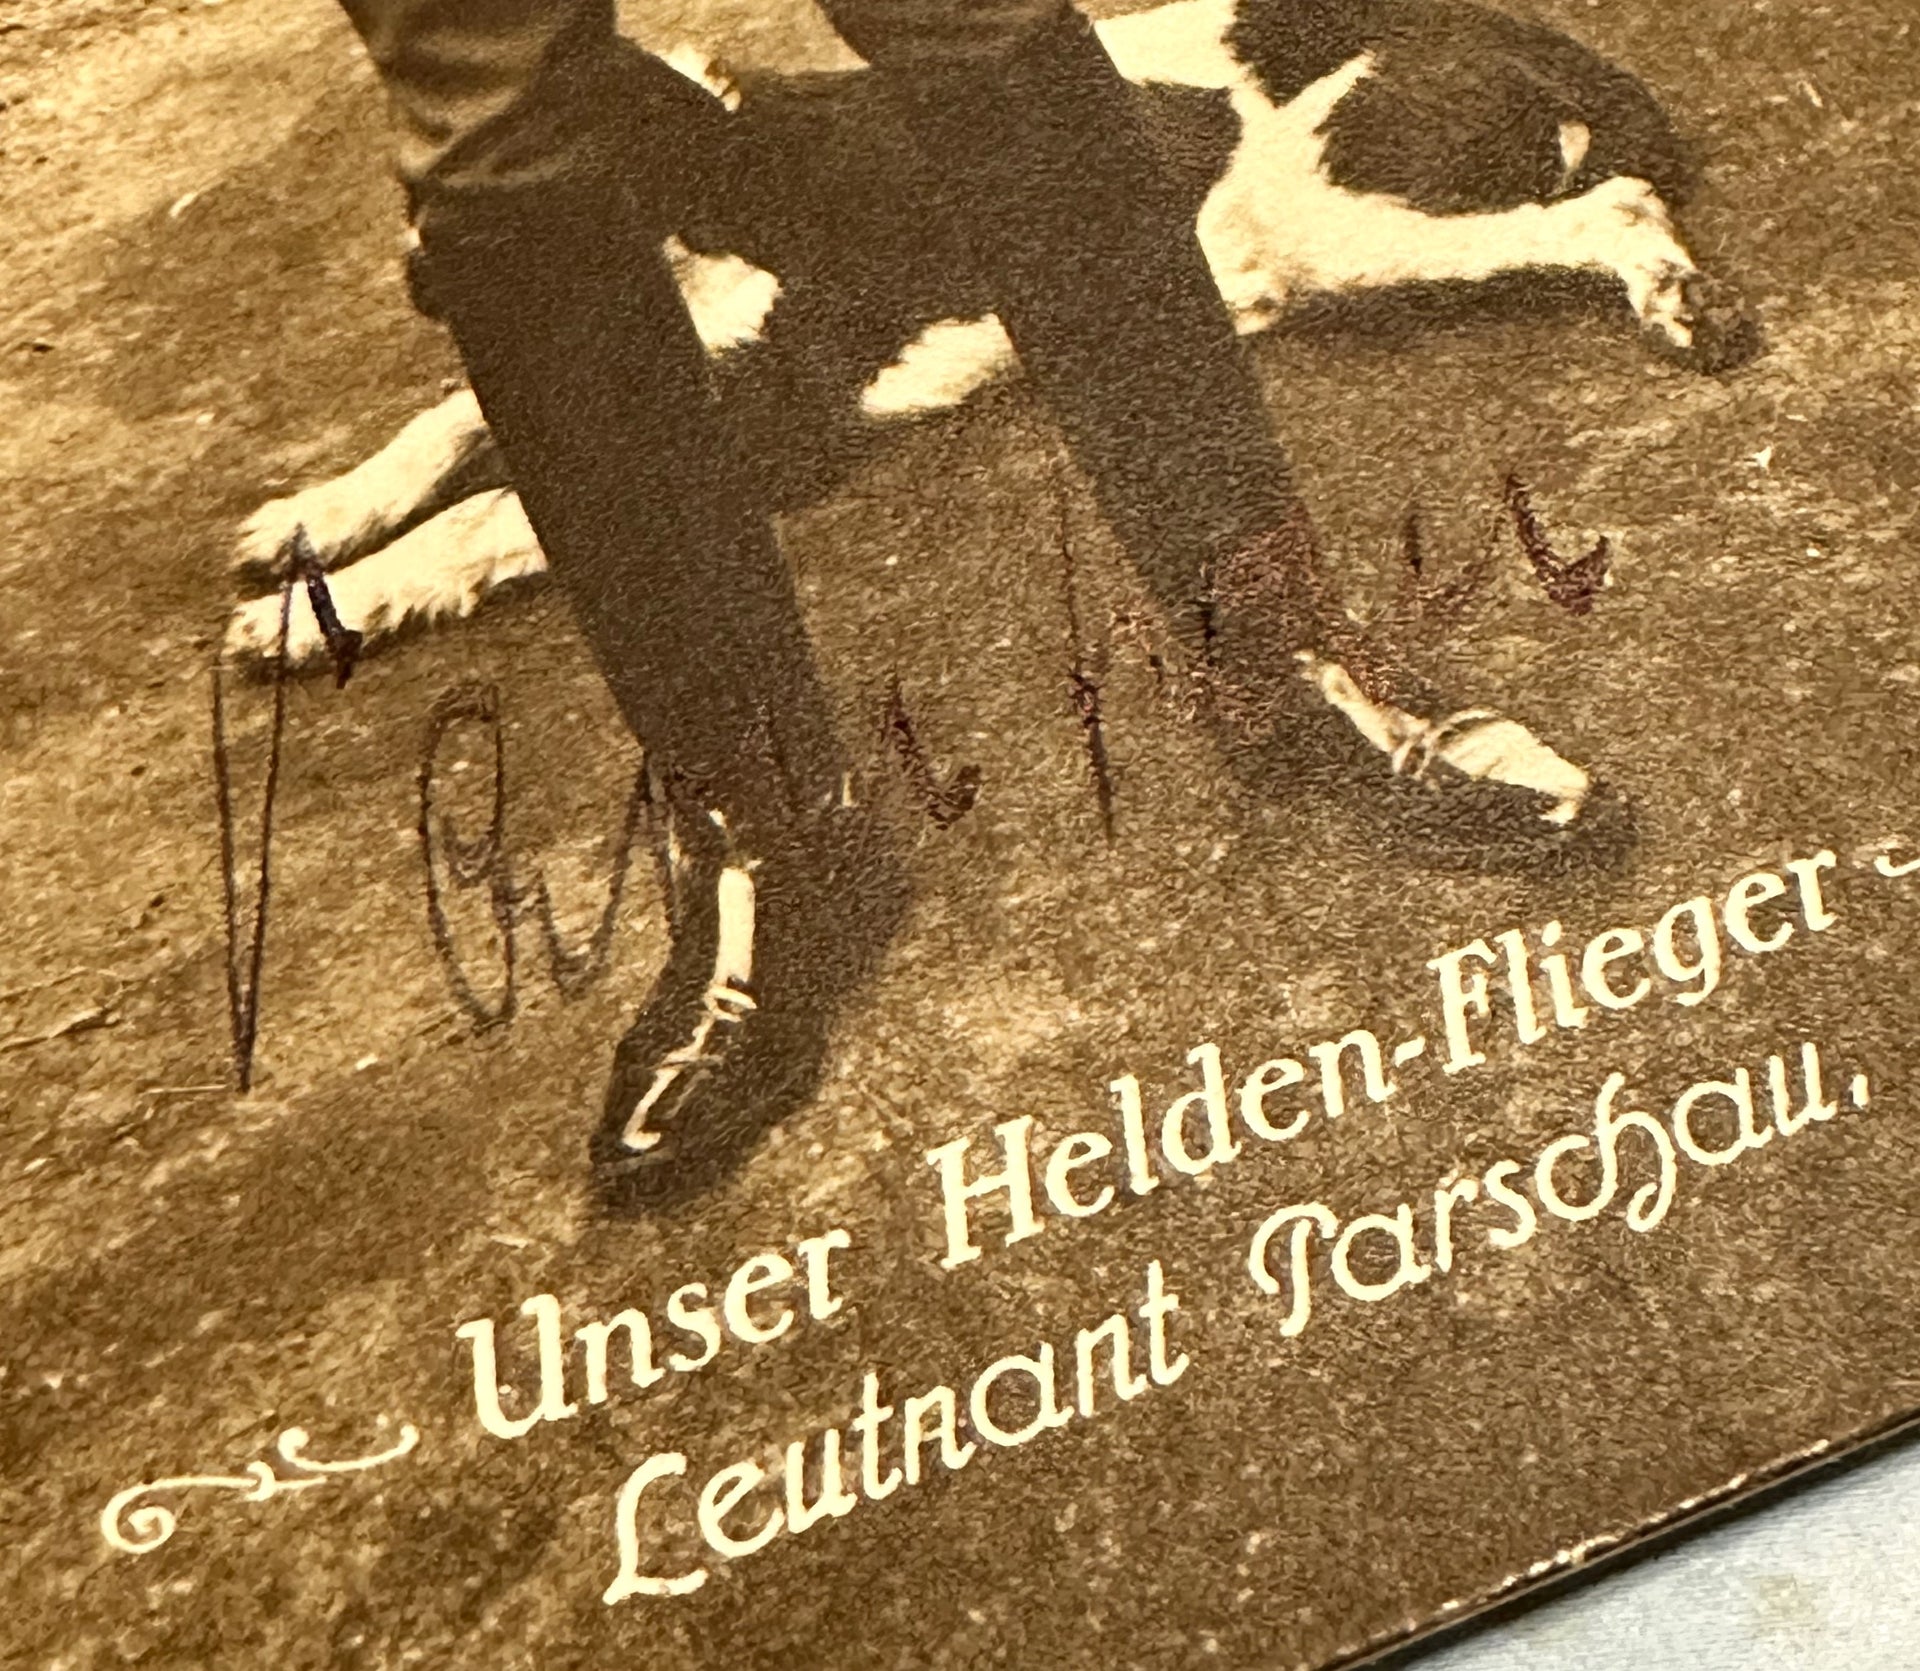 Unser Helden-Flieger
Leutnant Parschau.